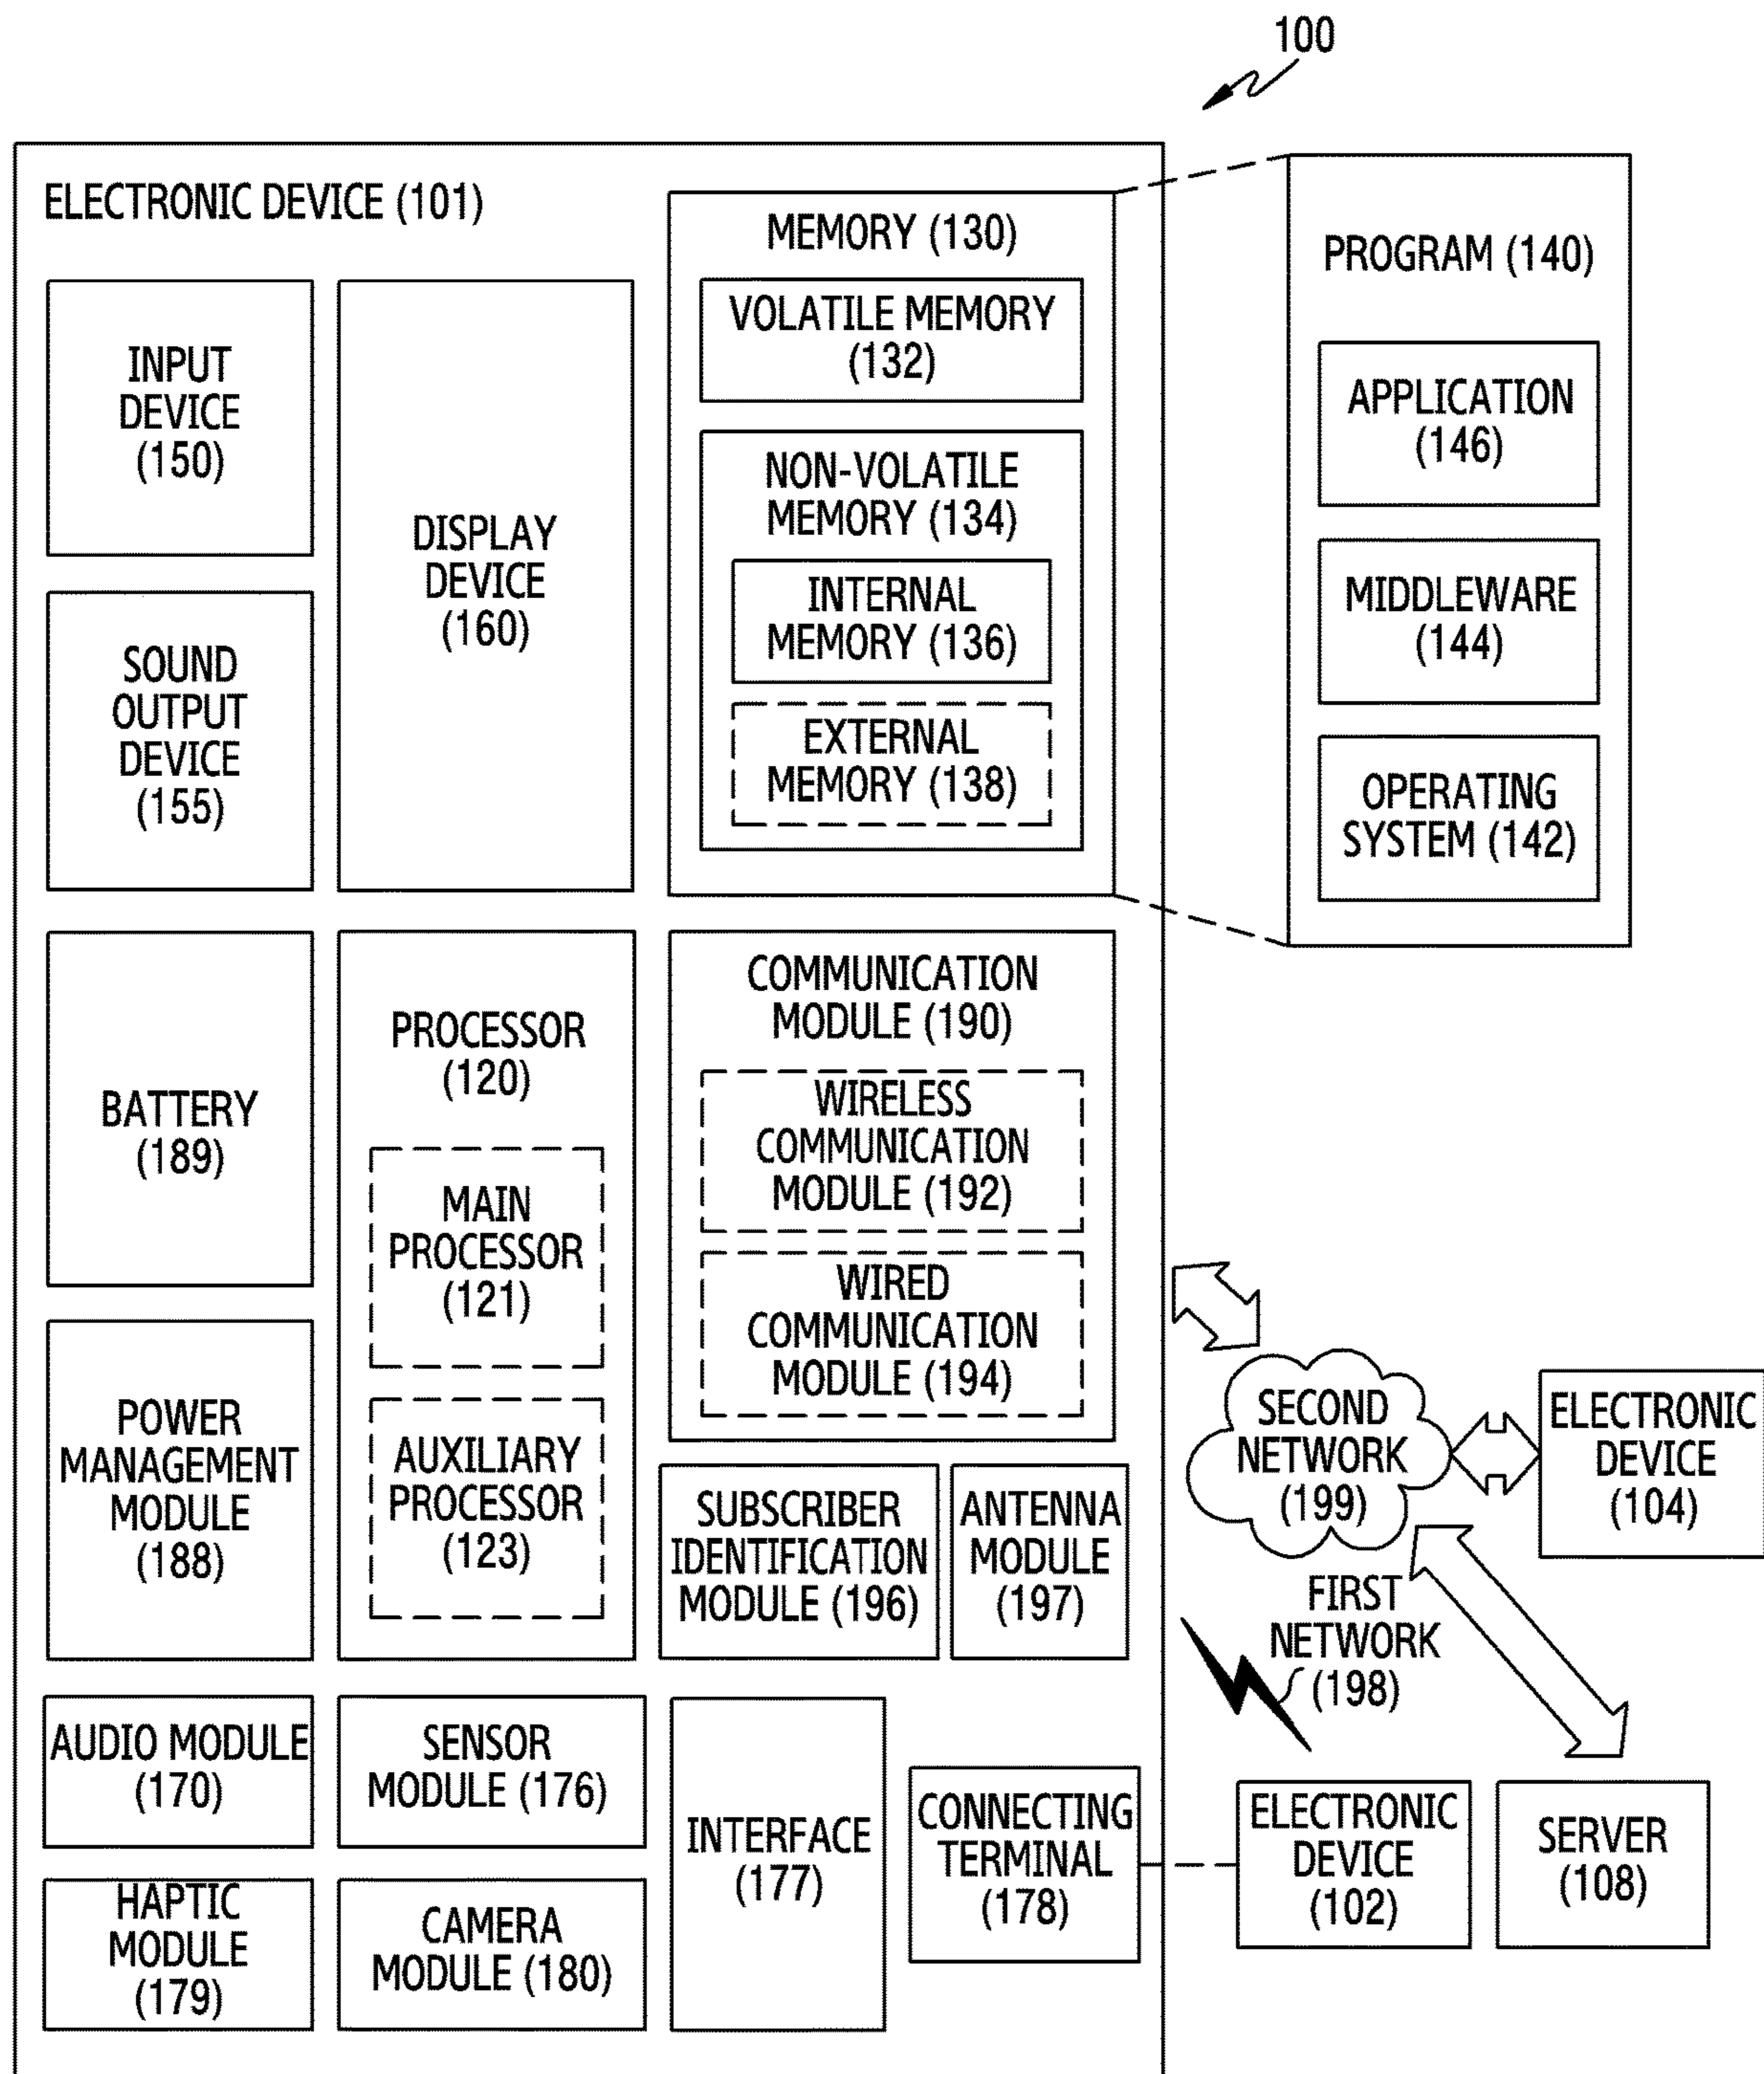 100
ELECTRONIC DEVICE (101)
INPUT
DEVICE
(150)
SOUND
OUTPUT
DEVICE
(155)
DISPLAY
DEVICE
(160)
MEMORY (130)
VOLATILE MEMORY
(132)
NON-VOLATILE
MEMORY (134)
INTERNAL
MEMORY (136)
EXTERNAL
MEMORY (138)
PROGRAM (140)
APPLICATION
(146)
MIDDLEWARE
(144)
OPERATING
SYSTEM (142)
BATTERY
(189)
POWER
MANAGEMENT
MODULE
(188)
PROCESSOR
(120)
MAIN
PROCESSOR
(121)
AUXILIARY
PROCESSOR
(123)
COMMUNICATION
MODULE (190)
WIRELESS
COMMUNICATION
MODULE (192)
WIRED
COMMUNICATION
MODULE (194)
SUBSCRIBER
IDENTIFICATION
MODULE (196)
ANTENNA
MODULE
(197)
SECOND
NETWORK
(199)
ELECTRONIC
DEVICE
(104)
FIRST
NETWORK
(198)
AUDIO MODULE
(170)
SENSOR
MODULE (176)
INTERFACE
(177)
CONNECTING
TERMINAL
(178)
ELECTRONIC
DEVICE
(102)
SERVER
(108)
HAPTIC
MODULE
(179)
CAMERA
MODULE (180)